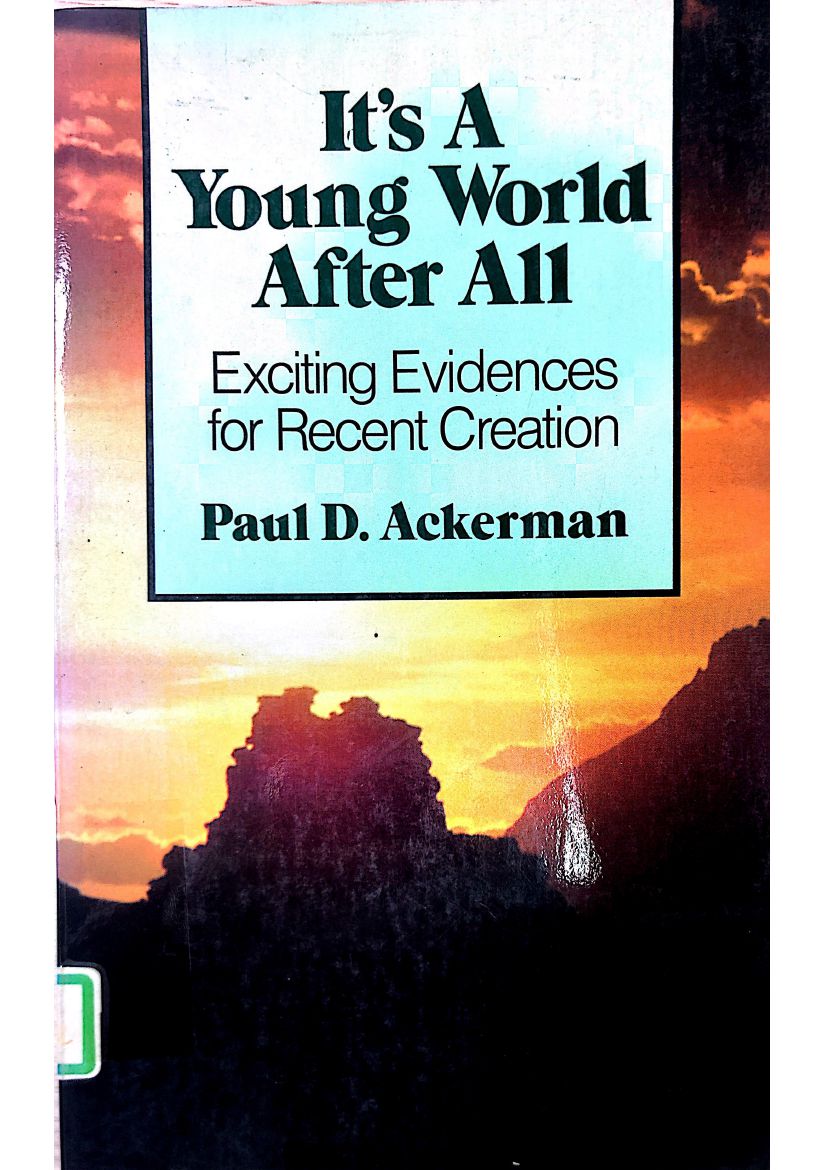 It's A
Young World
After All
Exciting Evidences
for Recent Creation
Paul D. Ackerman